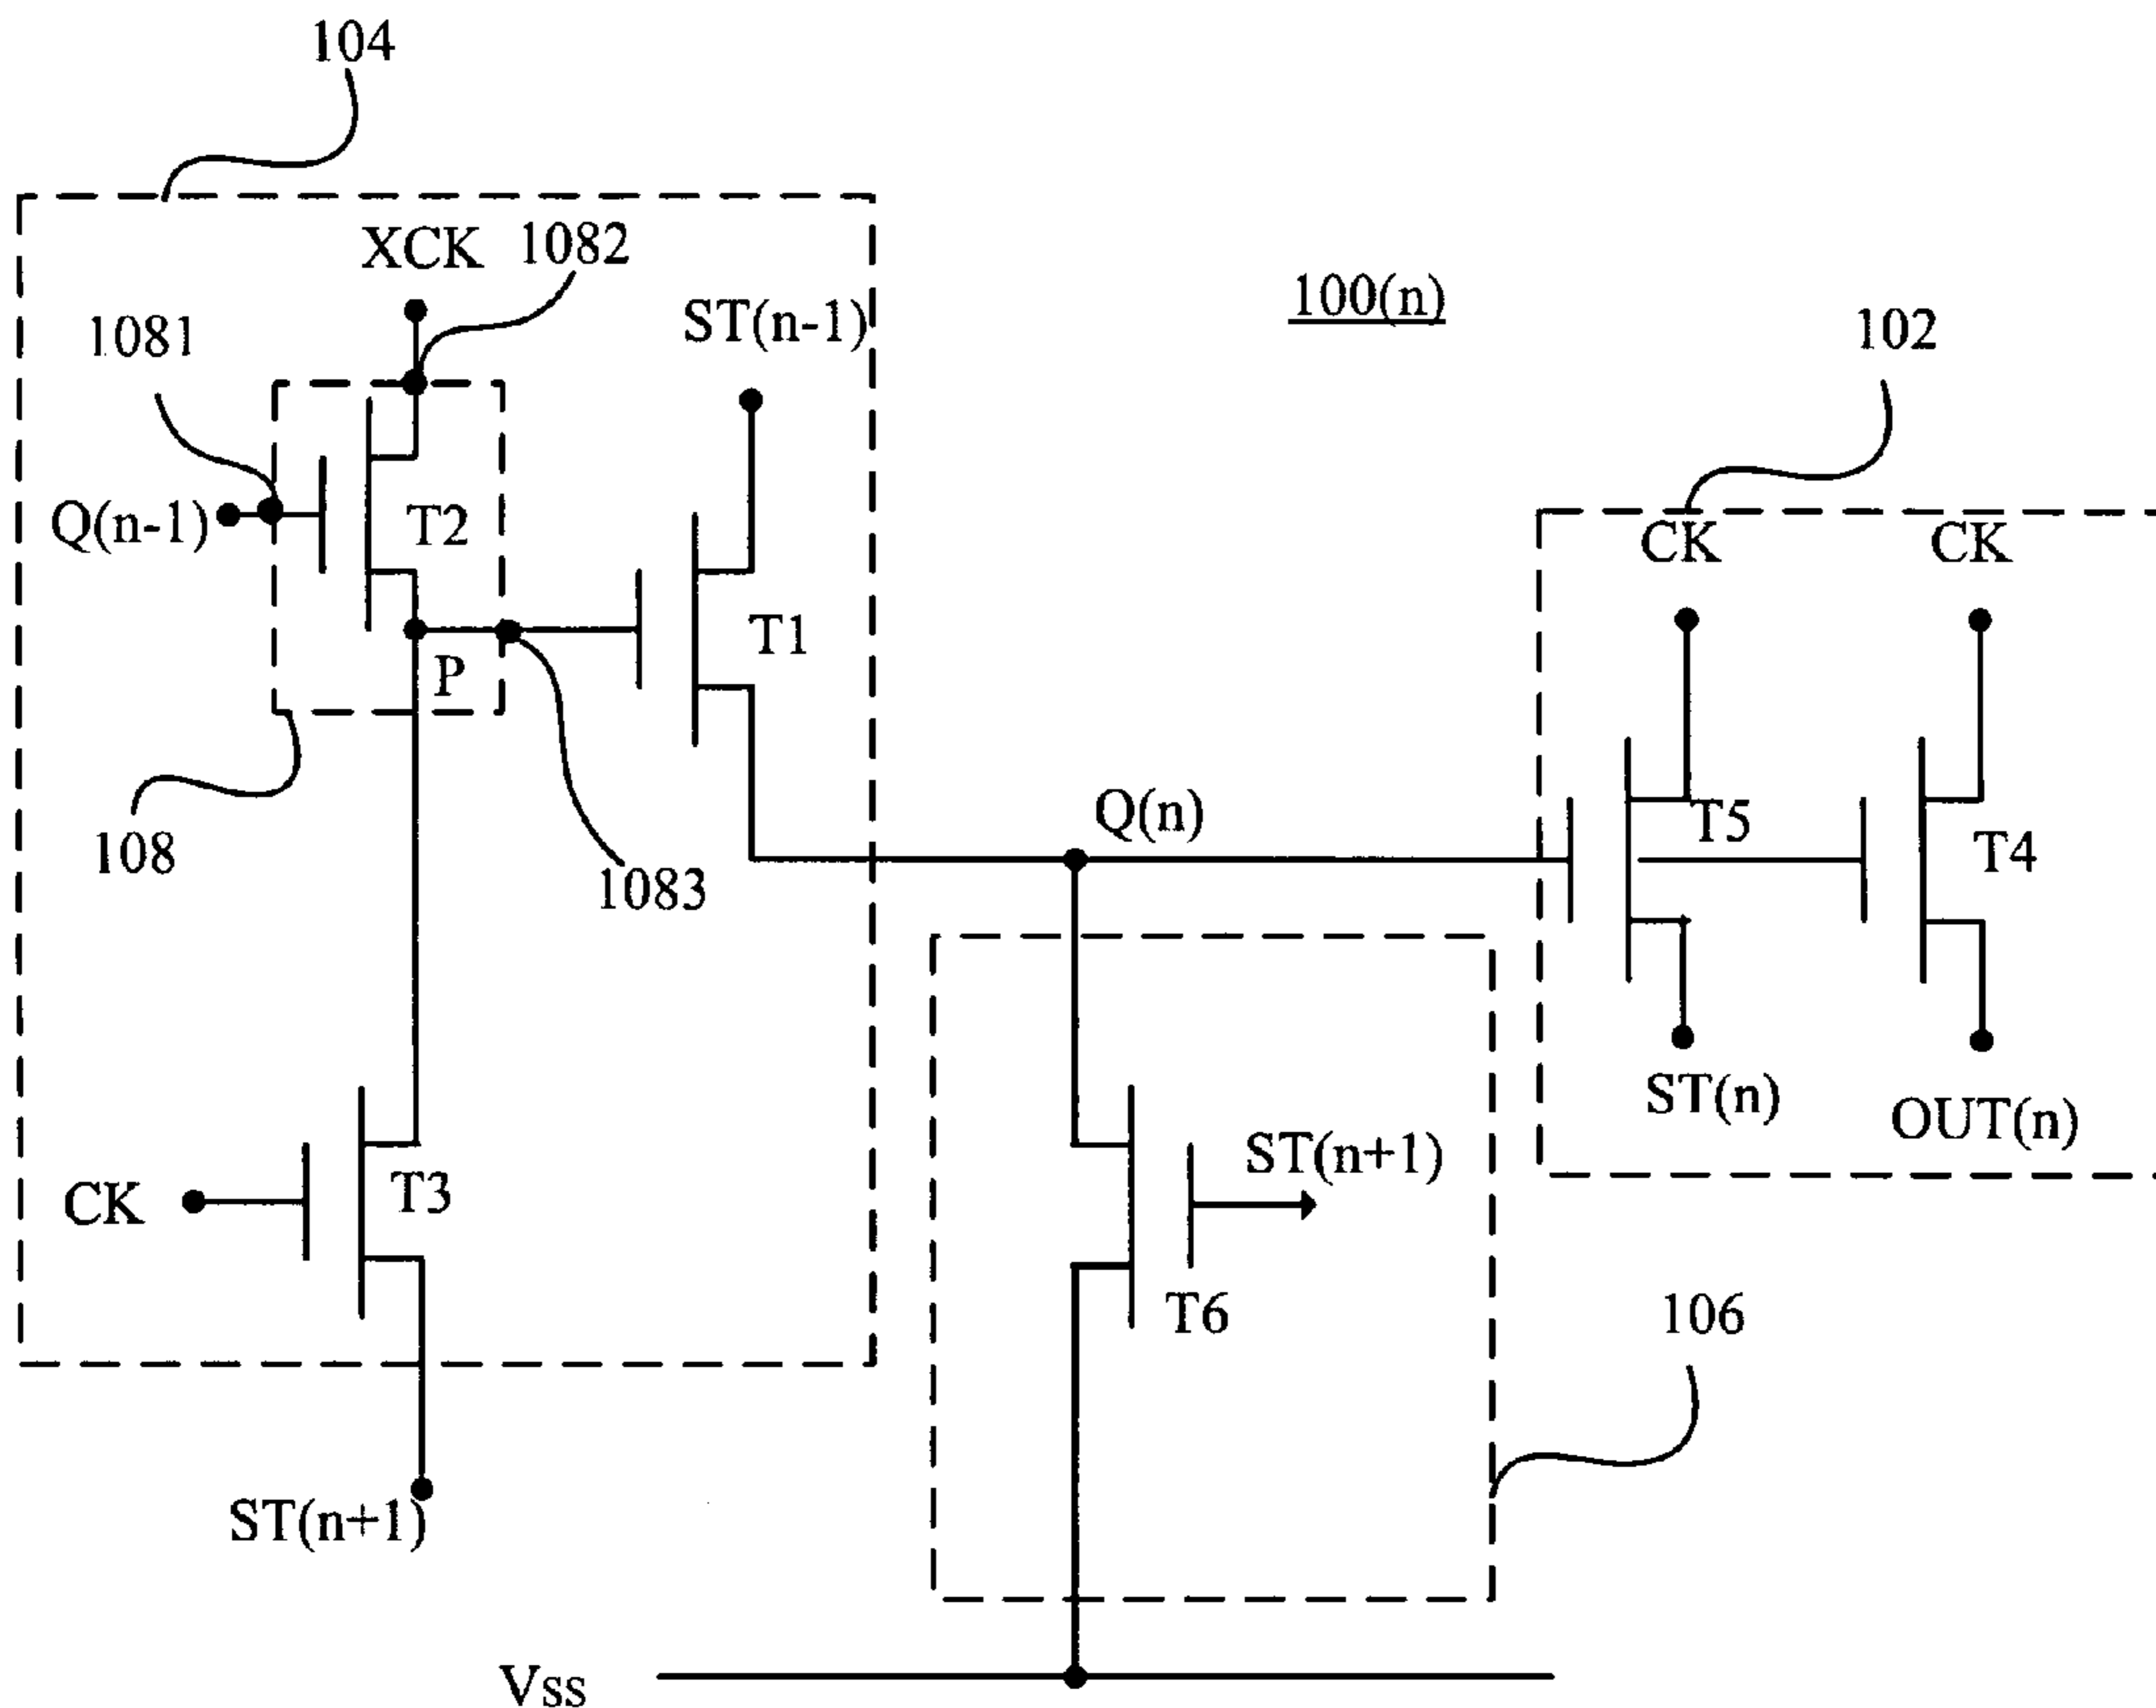 104
XCK
1082
ST(n-1)
100(n)
1081
102
Q(n-1)
T2
CK
CK
T1
P
Q(n)
T5
T4
108
1083
ST(n)
OUT(n)
ST(n+1)
CK
T3
T6
106
ST(n+1)
Vss